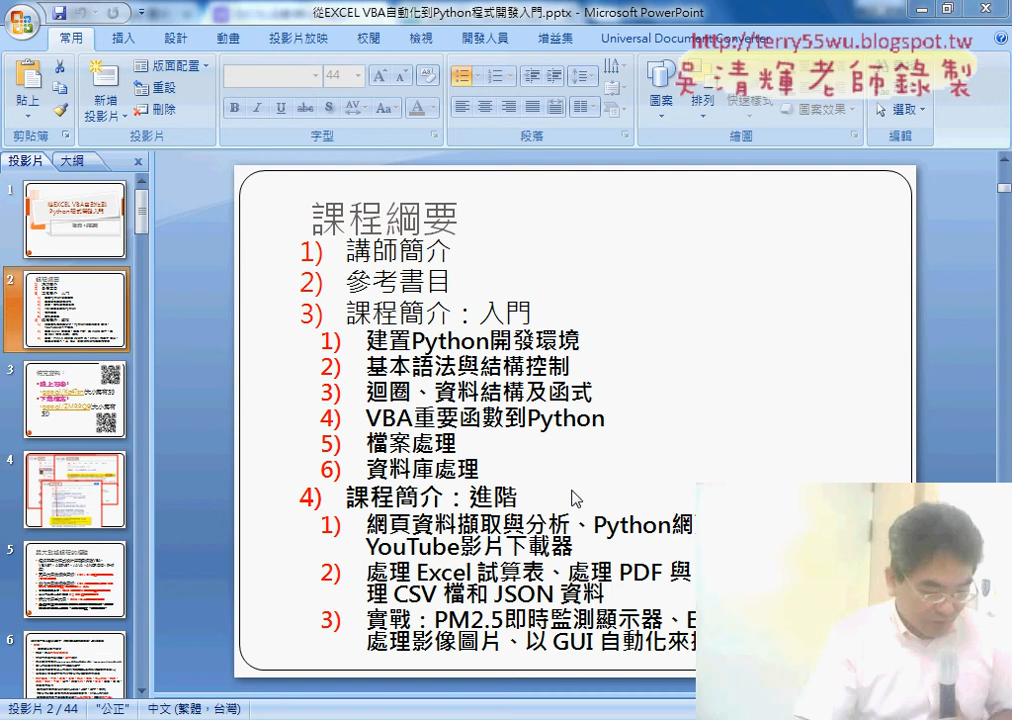 從EXCEL VBA自動化到Python程式開發入門.pptx - Microsoft PowerPoint
常用 插入 設計 動畫 投影片放映 校閱 檢視 開發人員 增益集 Universal Document Converter
http://terry55wu.blogspot.tw
吳清輝老師錄製
貼上 新增投影片 版面配置 重設 刪除 44 圖案 排列 快速樣式 圖案效果 選取
剪貼簿 投影片 字型 段落 繪圖 編輯
投影片 大綱
課程綱要
1) 講師簡介
2) 參考書目
3) 課程簡介：入門
1) 建置Python開發環境
2) 基本語法與結構控制
3) 迴圈、資料結構及函式
4) VBA重要函數到Python
5) 檔案處理
6) 資料庫處理
4) 課程簡介：進階
1) 網頁資料擷取與分析、Python網
YouTube影片下載器
2) 處理 Excel 試算表、處理 PDF 與
理 CSV 檔和 JSON 資料
3) 實戰：PM2.5即時監測顯示器、E
處理影像圖片、以 GUI 自動化來
投影片 2 / 44 "公正" 中文 (繁體，台灣)